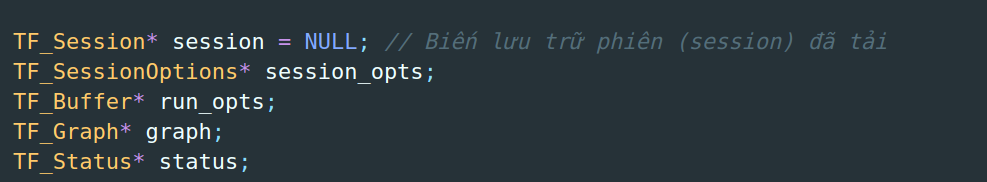 TF_Session* session = NULL; // Biến lưu trữ phiên (session) đã tải
TF_SessionOptions* session_opts;
TF_Buffer* run_opts;
TF_Graph* graph;
TF_Status* status;